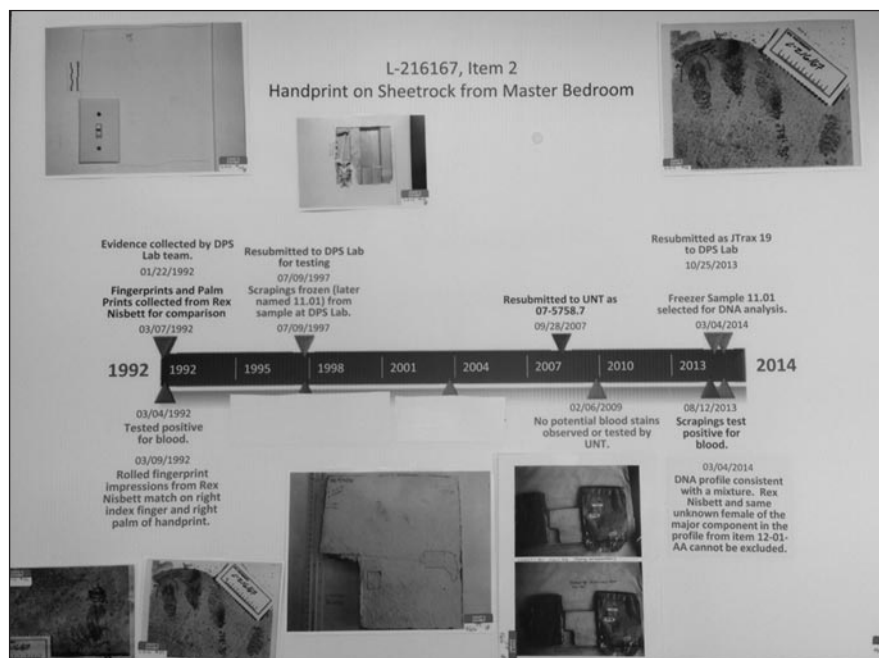 L-216167, Item 2
Handprint on Sheetrock from Master Bedroom
L-216167
Evidence collected by DPS
Lab team.
01/22/1992
Fingerprints and Palm
Prints collected from Rex
Nisbett for comparison
03/07/1992
Resubmitted to DPS Lab
for testing
07/09/1997
Scrapings frozen (later
named 11.01) from
sample at DPS Lab.
07/09/1997
Resubmitted to UNT as
07-5758.7
09/28/2007
Resubmitted as JTrax 19
to DPS Lab
10/25/2013
Freezer Sample 11.01
selected for DNA analysis.
03/04/2014
1992
1992
1995
1998
2001
2004
2007
2010
2013
2014
03/04/1992
Tested positive
for blood.
03/09/1992
Rolled fingerprint
impressions from Rex
Nisbett match on right
index finger and right
palm of handprint.
02/06/2009
No potential blood stains
observed or tested by
UNT.
08/12/2013
Scrapings test
positive for
blood.
03/04/2014
DNA profile consistent
with a mixture. Rex
Nisbett and same
unknown female of the
major component in the
profile from item 12-01-
AA cannot be excluded.
L-216167